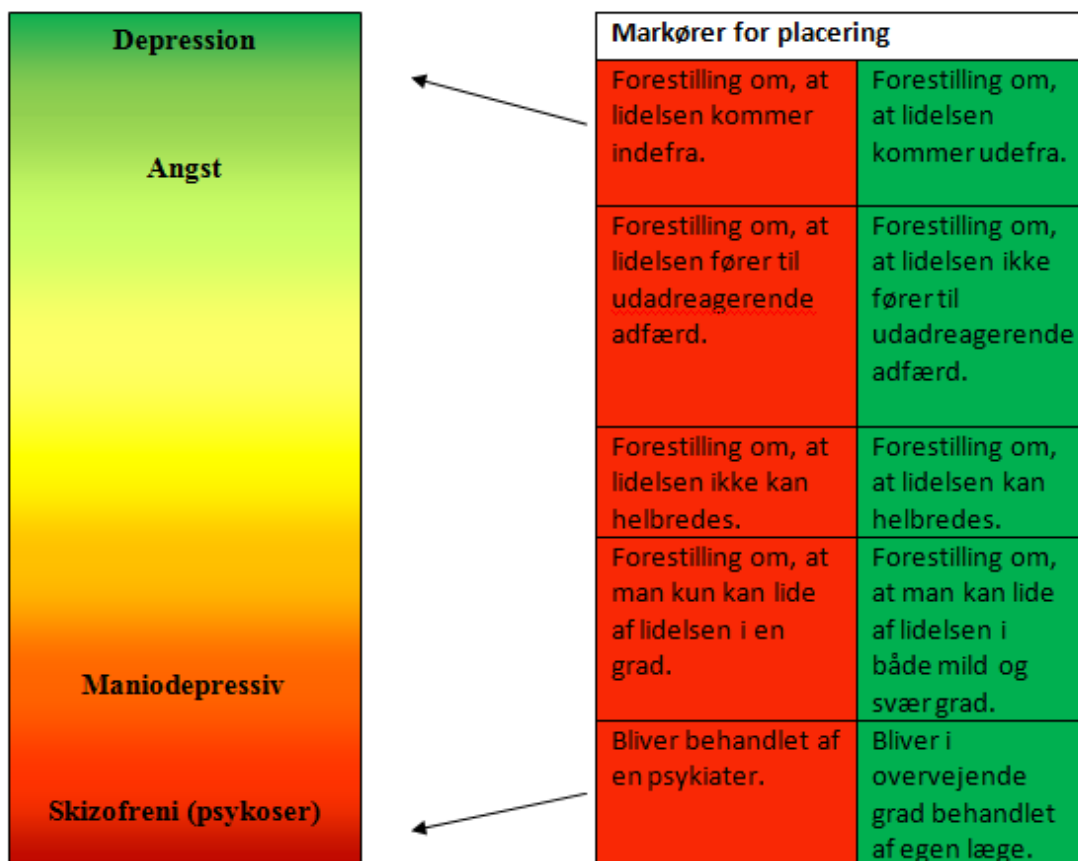 Depression
Angst
Maniodepressiv
Skizofreni (psykoser)
Markører for placering
Forestilling om, at
lidelsen kommer
indefra.
Forestilling om,
at lidelsen
kommer udefra.
Forestilling om, at
lidelsen fører til
udadreagerende
adfærd.
Forestilling om,
at lidelsen ikke
fører til
udadreagerende
adfærd.
Forestilling om, at
lidelsen ikke kan
helbredes.
Forestilling om,
at lidelsen kan
helbredes.
Forestilling om, at
man kun kan lide
af lidelsen i en
grad.
Forestilling om,
at man kan lide
af lidelsen i
både mild og
svær grad.
Bliver behandlet af
en psykiater.
Bliver i
overvejende
grad behandlet
af egen læge.